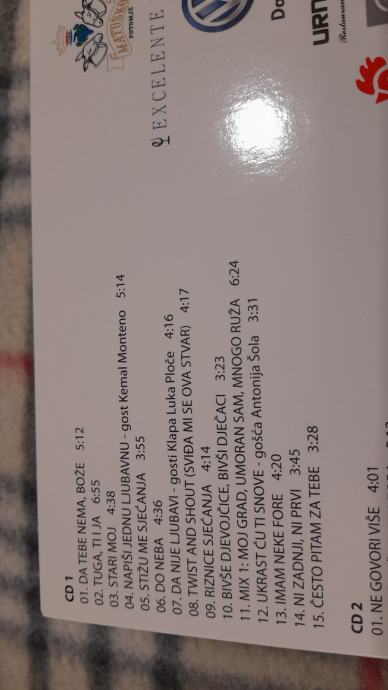 CD 1
01. DA TEBE NEMA, BOŽE 5:12
02. TUGA, TI I JA 6:55
03. STARI MOJ 4:38
04. NAPIŠI JEDNU LJUBAVNU - gost Kemal Monteno 5:14
05. STIŽU ME SJEĆANJA 3:55
06. DO NEBA 4:36
07. DA NIJE LJUBAVI - gosti Klapa Luka Ploče 4:16
08. TWIST AND SHOUT (SVIĐA MI SE OVA STVAR) 4:17
09. RIZNICE SJEĆANJA 4:14
10. BIVŠE DJEVOJČICE, BIVŠI DJEČACI 3:23
11. MIX 1: MOJ GRAD, UMORAN SAM, MNOGO RUŽA 6:24
12. UKRAST ĆU TI SNOVE - gošća Antonija Šola 3:31
13. IMAM NEKE FORE 4:20
14. NI ZADNJI, NI PRVI 3:45
15. ČESTO PITAM ZA TEBE 3:28
CD 2
01. NE GOVORI VIŠE 4:01
MATUŠKO
POTOMJE
EXCELENTE